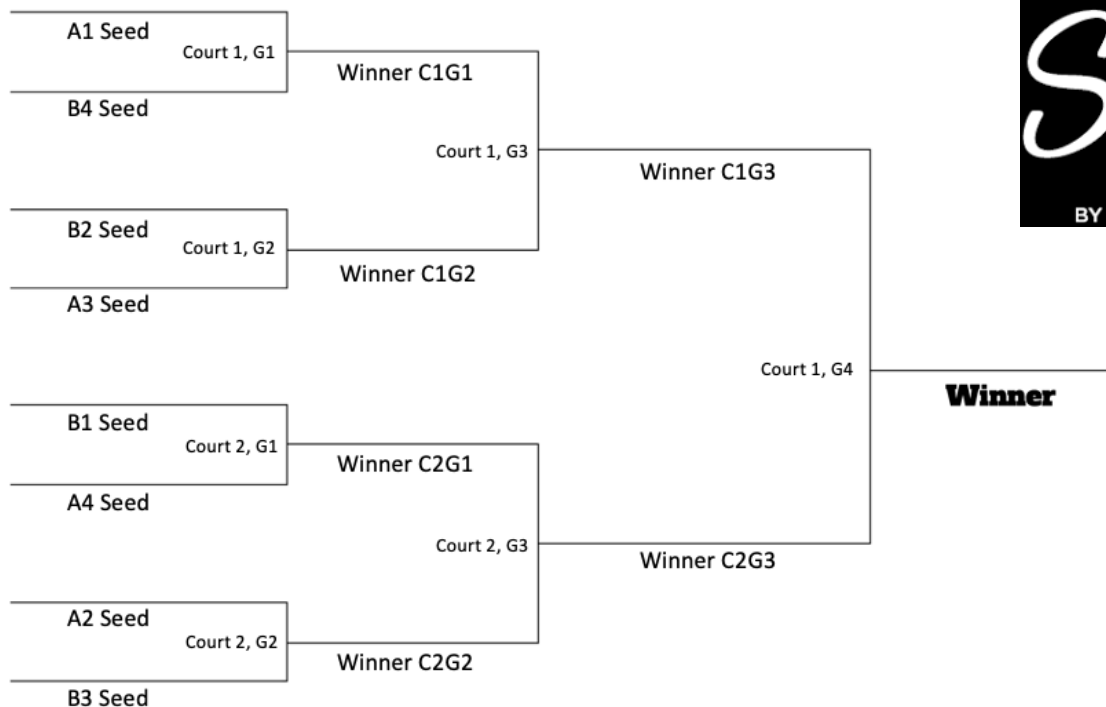 A1 Seed
Court 1, G1
B4 Seed
Winner C1G1
Court 1, G3
B2 Seed
Court 1, G2
A3 Seed
Winner C1G2
Winner C1G3
B1 Seed
Court 2, G1
A4 Seed
Winner C2G1
Court 2, G3
A2 Seed
Court 2, G2
B3 Seed
Winner C2G2
Winner C2G3
Court 1, G4
Winner
S
BY